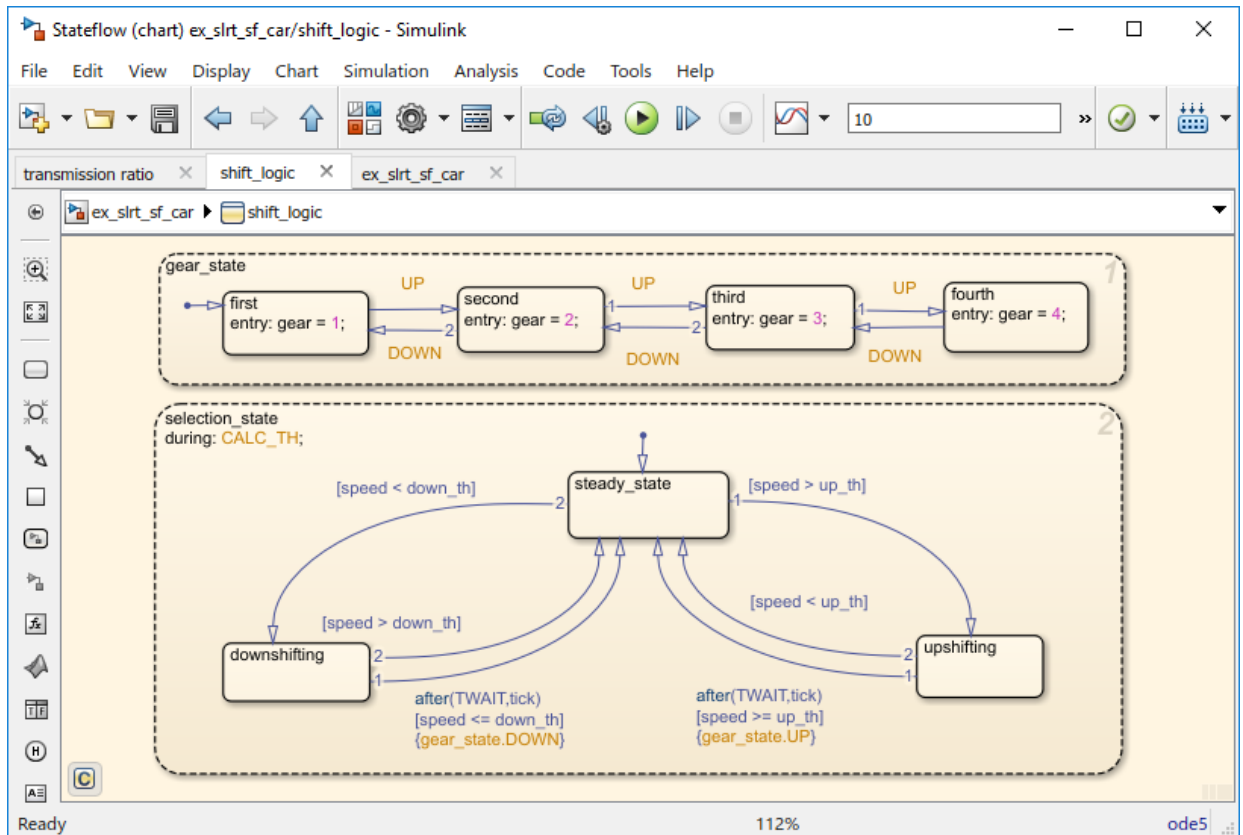 Stateflow (chart) ex_slrt_sf_car/shift_logic - Simulink
File Edit View Display Chart Simulation Analysis Code Tools Help
10 »
transmission ratio shift_logic ex_slrt_sf_car
ex_slrt_sf_car shift_logic
gear_state 1
UP UP UP
first
entry: gear = 1;
second
entry: gear = 2;
third
entry: gear = 3;
fourth
entry: gear = 4;
1 1
2 2
DOWN DOWN DOWN
selection_state 2
during: CALC_TH;
steady_state
[speed < down_th] 2
1 [speed > up_th]
[speed > down_th]
[speed < up_th]
downshifting
2
1
upshifting
2
1
after(TWAIT,tick)
[speed <= down_th]
{gear_state.DOWN}
after(TWAIT,tick)
[speed >= up_th]
{gear_state.UP}
fx
T F
H
A
C
Ready 112% ode5